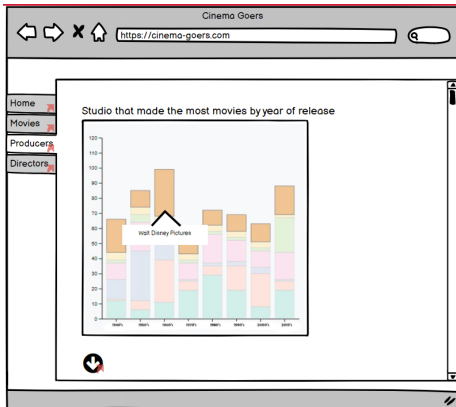 Cinema Goers
https://cinema-goers.com
Home
Movies
Producers
Directors
Studio that made the most movies by year of release
120
110
100
90
80
70
60
50
40
30
20
10
0
Walt Disney Pictures